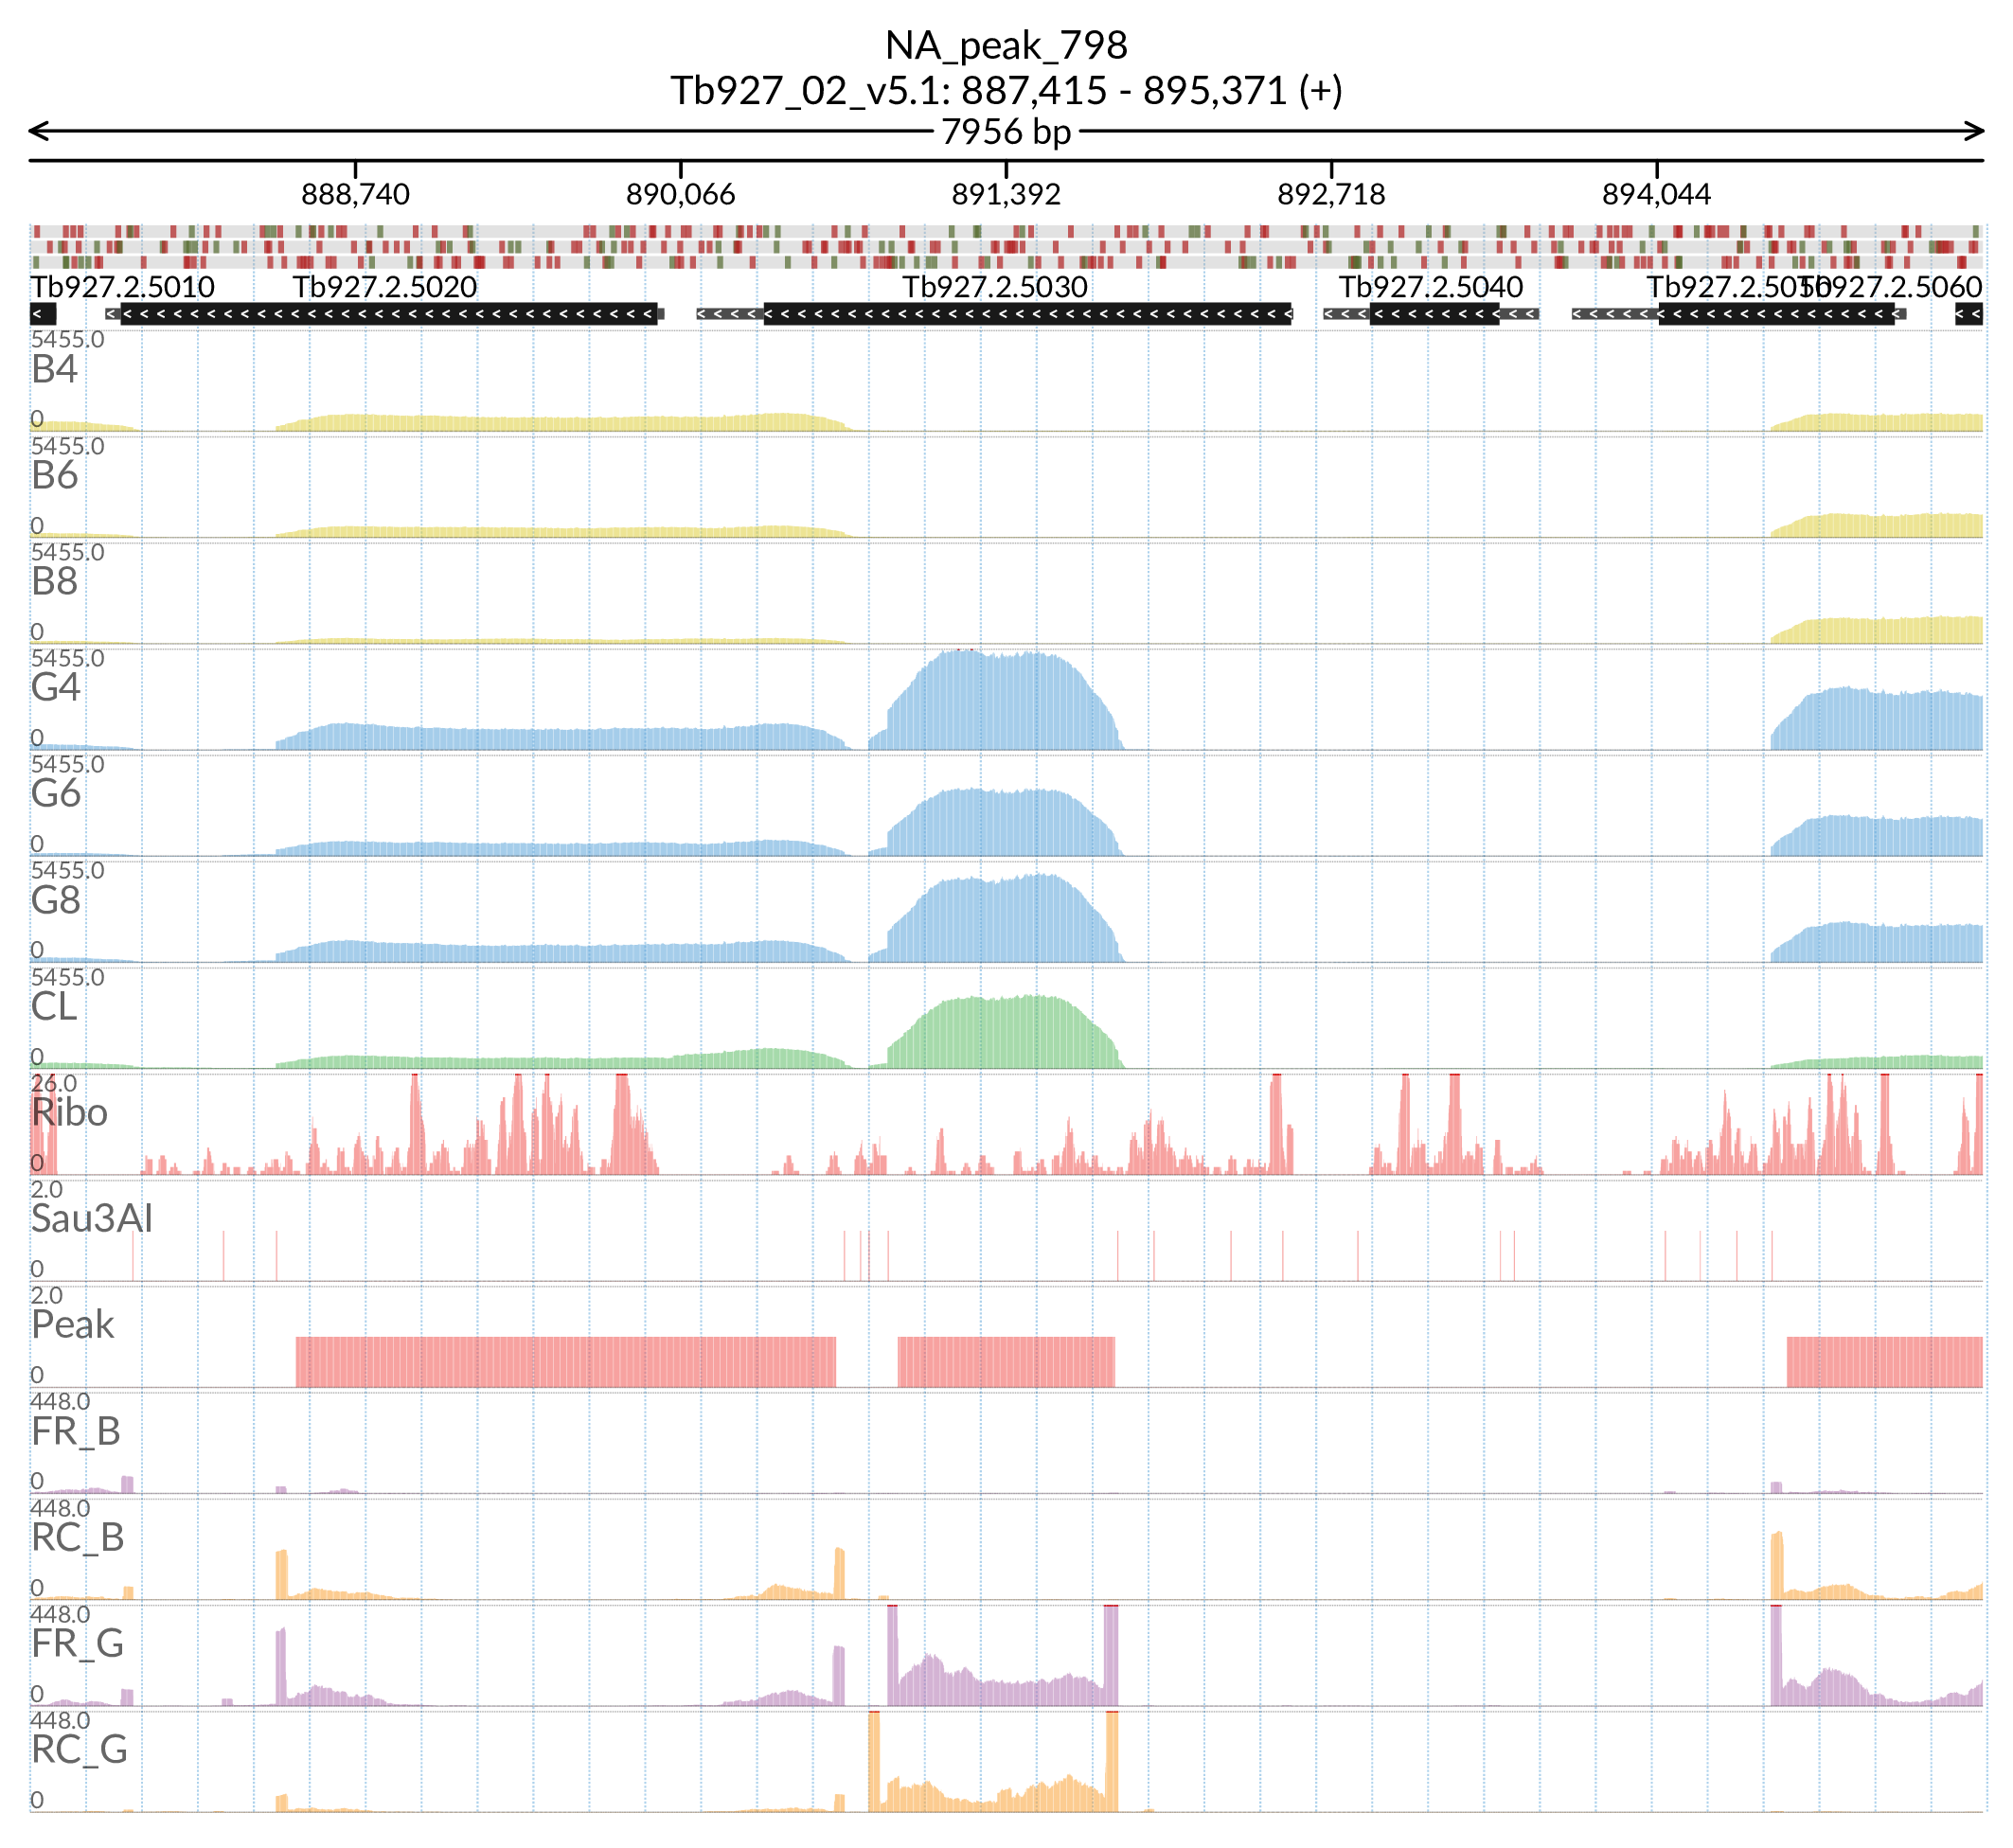 NA_peak_798
Tb927_02_v5.1: 887,415 - 895,371 (+)
7956 bp
888,740 890,066 891,392 892,718 894,044
Tb927.2.5010 Tb927.2.5020 Tb927.2.5030 Tb927.2.5040 Tb927.2.5050 Tb927.2.5060
5455.0
B4
0
5455.0
B6
0
5455.0
B8
0
5455.0
G4
0
5455.0
G6
0
5455.0
G8
0
5455.0
CL
0
26.0
Ribo
0
2.0
Sau3AI
0
2.0
Peak
0
448.0
FR_B
0
448.0
RC_B
0
448.0
FR_G
0
448.0
RC_G
0